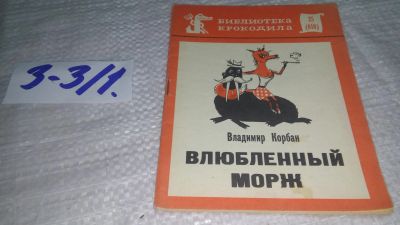 3-3/1.
БИБЛИОТЕКА
КРОКОДИЛА
Владимир Корбан
ВЛЮБЛЕННЫЙ
МОРЖ